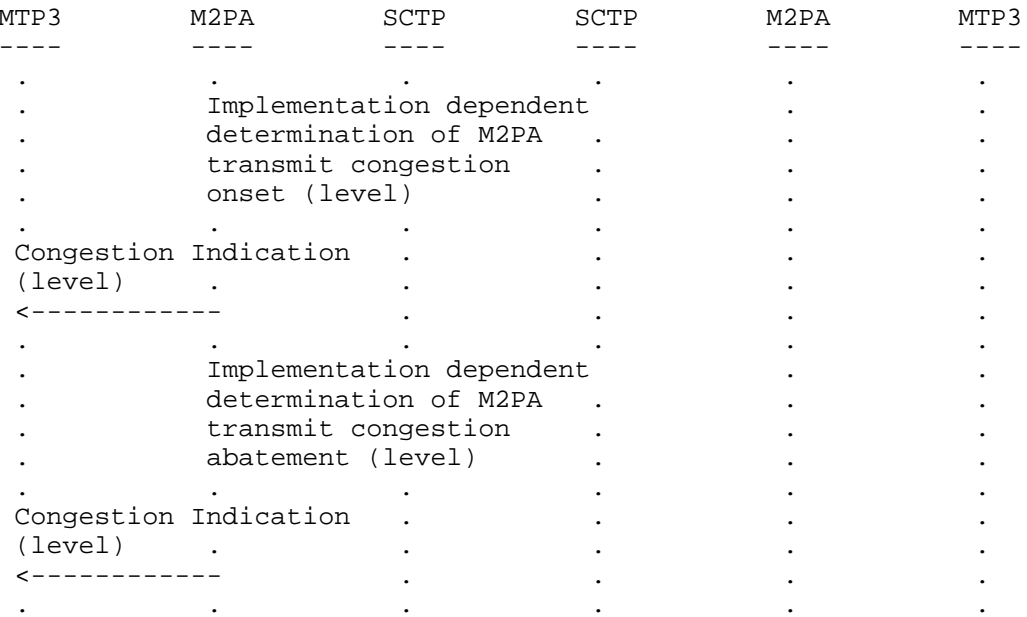 MTP3        M2PA        SCTP        SCTP        M2PA        MTP3
----        ----        ----        ----        ----        ----
 .           .           .           .           .           .
 .          Implementation dependent             .           .
 .          determination of M2PA    .           .           .
 .          transmit congestion      .           .           .
 .          onset (level)            .           .           .
 .           .           .           .           .           .
Congestion Indication    .           .           .           .
(level)      .           .           .           .           .
<------------            .           .           .           .
 .           .           .           .           .           .
 .          Implementation dependent             .           .
 .          determination of M2PA    .           .           .
 .          transmit congestion      .           .           .
 .          abatement (level)        .           .           .
 .           .           .           .           .           .
Congestion Indication    .           .           .           .
(level)      .           .           .           .           .
<------------            .           .           .           .
 .           .           .           .           .           .